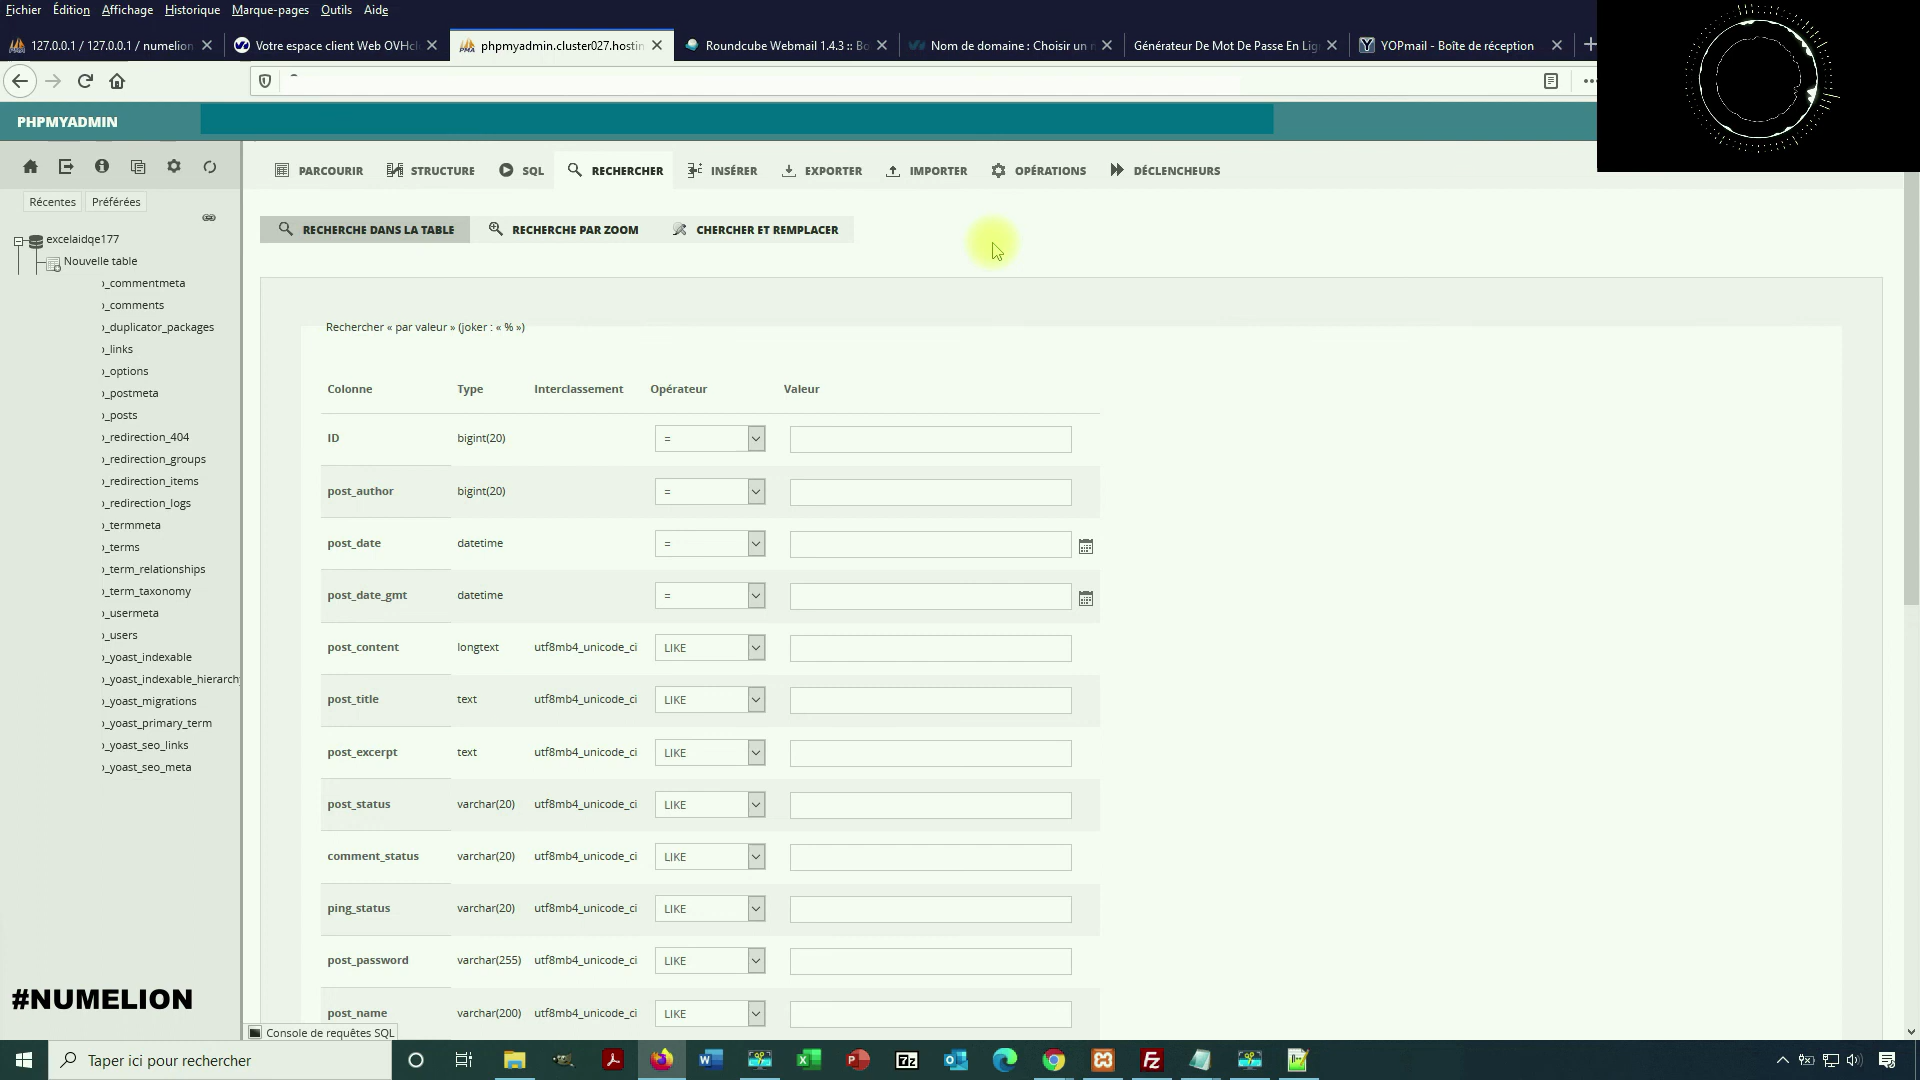 Fichier Édition Affichage Historique Marque-pages Outils Aide
127.0.0.1 / 127.0.0.1 / numelion
Votre espace client Web OVHcl
phpmyadmin.cluster027.hostin
Roundcube Webmail 1.4.3 :: Bo
Nom de domaine : Choisir un n
Générateur De Mot De Passe En Lig
YOPmail - Boîte de réception
PHPMYADMIN
PARCOURIR STRUCTURE SQL RECHERCHER INSÉRER EXPORTER IMPORTER OPÉRATIONS DÉCLENCHEURS
Récentes Préférées
RECHERCHE DANS LA TABLE RECHERCHE PAR ZOOM CHERCHER ET REMPLACER
excelaidqe177
Nouvelle table
_commentmeta
_comments
_duplicator_packages
_links
_options
_postmeta
_posts
_redirection_404
_redirection_groups
_redirection_items
_redirection_logs
_termmeta
_terms
_term_relationships
_term_taxonomy
_usermeta
_users
_yoast_indexable
_yoast_indexable_hierarchy
_yoast_migrations
_yoast_primary_term
_yoast_seo_links
_yoast_seo_meta
Rechercher « par valeur » (joker : « % »)
Colonne Type Interclassement Opérateur Valeur
ID bigint(20) =
post_author bigint(20) =
post_date datetime =
post_date_gmt datetime =
post_content longtext utf8mb4_unicode_ci LIKE
post_title text utf8mb4_unicode_ci LIKE
post_excerpt text utf8mb4_unicode_ci LIKE
post_status varchar(20) utf8mb4_unicode_ci LIKE
comment_status varchar(20) utf8mb4_unicode_ci LIKE
ping_status varchar(20) utf8mb4_unicode_ci LIKE
post_password varchar(255) utf8mb4_unicode_ci LIKE
post_name varchar(200) utf8mb4_unicode_ci LIKE
#NUMELION
Console de requêtes SQL
Taper ici pour rechercher